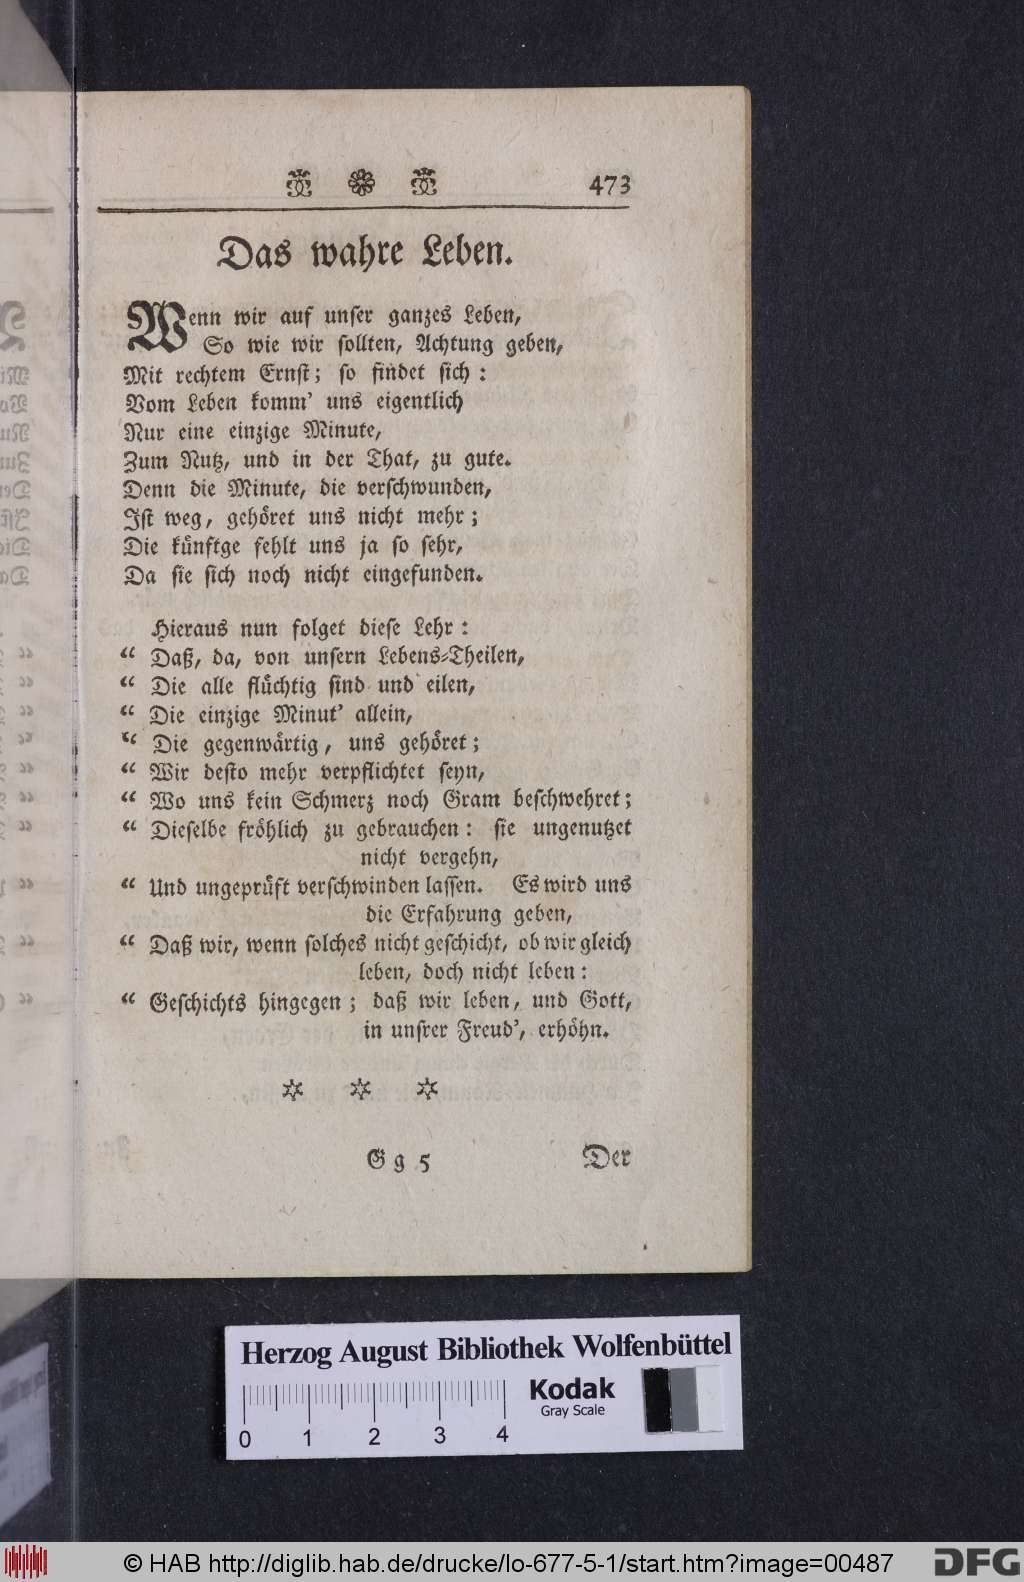 473
Das wahre Leben.
Wenn wir auf unser ganzes Leben,
So wie wir sollten, Achtung geben,
Mit rechtem Ernst; so findet sich:
Vom Leben komm' uns eigentlich
Nur eine einzige Minute,
Zum Nutz, und in der That, zu gute.
Denn die Minute, die verschwunden,
Ist weg, gehöret uns nicht mehr;
Die künftge fehlt uns ja so sehr,
Da sie sich noch nicht eingefunden.
Hieraus nun folget diese Lehr:
“ Daß, da, von unsern Lebens-Theilen,
“ Die alle flüchtig sind und eilen,
“ Die einzige Minut' allein,
“ Die gegenwärtig, uns gehöret;
“ Wir desto mehr verpflichtet seyn,
“ Wo uns kein Schmerz noch Gram beschwehret;
“ Dieselbe fröhlich zu gebrauchen: sie ungenutzet
nicht vergehn,
“ Und ungeprüft verschwinden lassen. Es wird uns
die Erfahrung geben,
“ Daß wir, wenn solches nicht geschicht, ob wir gleich
leben, doch nicht leben:
“ Geschichts hingegen; daß wir leben, und Gott,
in unsrer Freud', erhöhn.
* * *
Gg 5 Der
Herzog August Bibliothek Wolfenbüttel
Kodak
Gray Scale
0 1 2 3 4
© HAB http://diglib.hab.de/drucke/lo-677-5-1/start.htm?image=00487
DFG